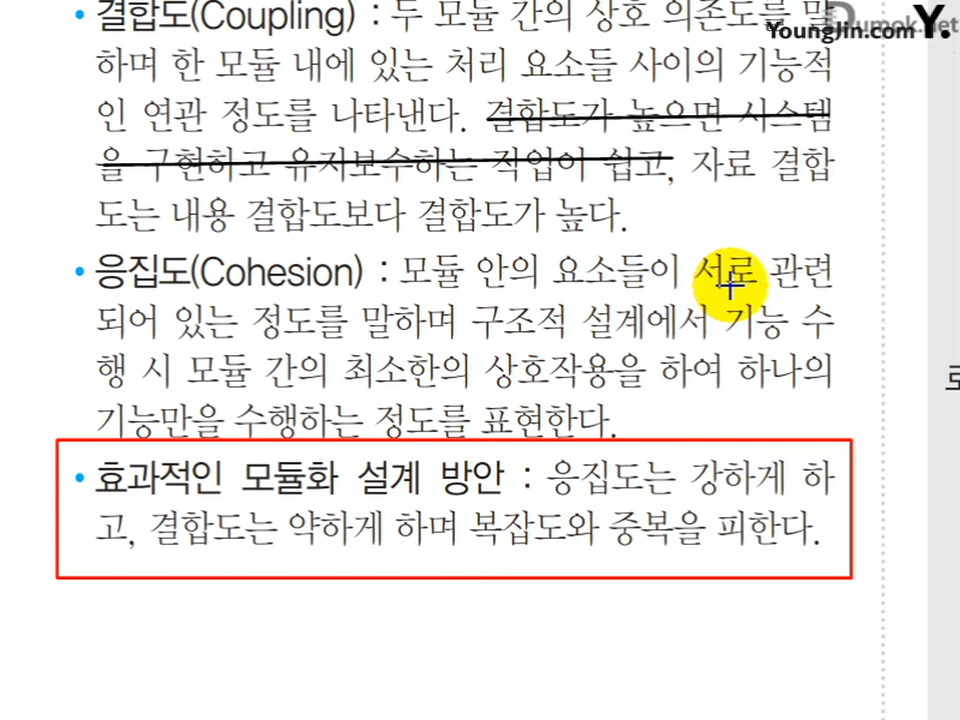 • 결합도(Coupling) : 두 모듈 간의 상호 의존도를 말
Youngjin.com Y.
하며 한 모듈 내에 있는 처리 요소들 사이의 기능적
인 연관 정도를 나타낸다. 결합도가 높으면 시스템
을 구현하고 유지보수하는 작업이 쉽고, 자료 결합
도는 내용 결합도보다 결합도가 높다.
• 응집도(Cohesion) : 모듈 안의 요소들이 서로 관련
되어 있는 정도를 말하며 구조적 설계에서 기능 수
행 시 모듈 간의 최소한의 상호작용을 하여 하나의
기능만을 수행하는 정도를 표현한다.
• 효과적인 모듈화 설계 방안 : 응집도는 강하게 하
고, 결합도는 약하게 하며 복잡도와 중복을 피한다.